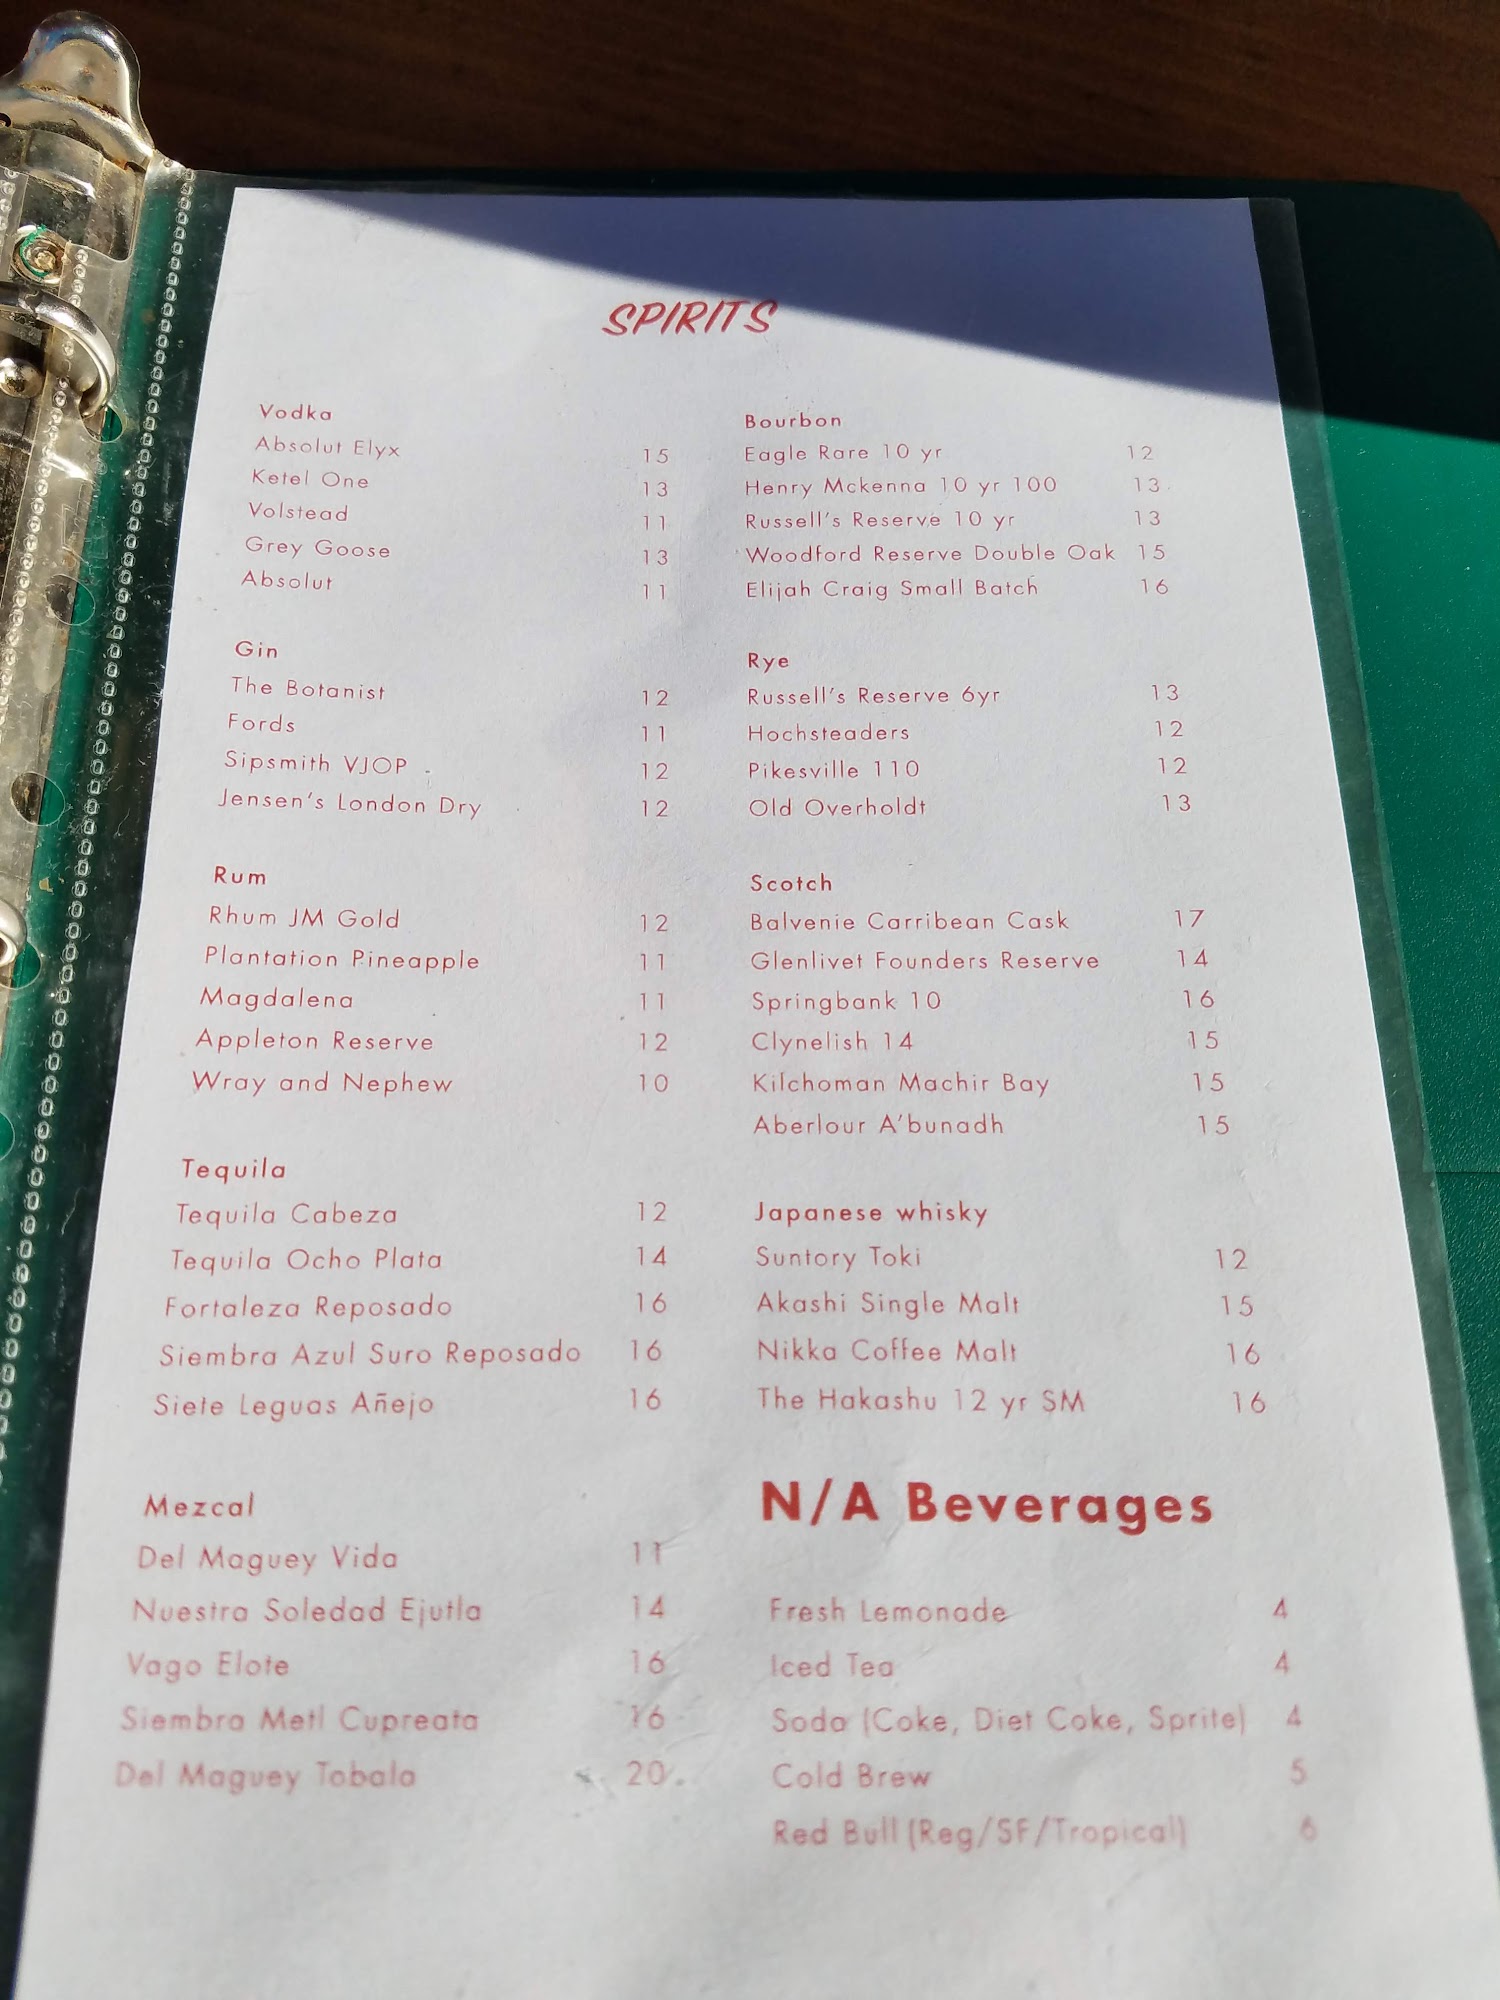 SPIRITS
Vodka
Absolut Elyx 15
Ketel One 13
Volstead 11
Grey Goose 13
Absolut 11
Gin
The Botanist 12
Fords 11
Sipsmith VJOP 12
Jensen's London Dry 12
Rum
Rhum JM Gold 12
Plantation Pineapple 11
Magdalena 11
Appleton Reserve 12
Wray and Nephew 10
Tequila
Tequila Cabeza 12
Tequila Ocho Plata 14
Fortaleza Reposado 16
Siembra Azul Suro Reposado 16
Siete Leguas Añejo 16
Mezcal
Del Maguey Vida 11
Nuestra Soledad Ejutla 14
Vago Elote 16
Siembra Metl Cupreata 16
Del Maguey Tobala 20
Bourbon
Eagle Rare 10 yr 12
Henry Mckenna 10 yr 100 13
Russell's Reserve 10 yr 13
Woodford Reserve Double Oak 15
Elijah Craig Small Batch 16
Rye
Russell's Reserve 6yr 13
Hochsteaders 12
Pikesville 110 12
Old Overholdt 13
Scotch
Balvenie Carribean Cask 17
Glenlivet Founders Reserve 14
Springbank 10 16
Clynelish 14 15
Kilchoman Machir Bay 15
Aberlour A'bunadh 15
Japanese whisky
Suntory Toki 12
Akashi Single Malt 15
Nikka Coffee Malt 16
The Hakashu 12 yr SM 16
N/A Beverages
Fresh Lemonade 4
Iced Tea 4
Soda (Coke, Diet Coke, Sprite) 4
Cold Brew 5
Red Bull (Reg/SF/Tropical) 6